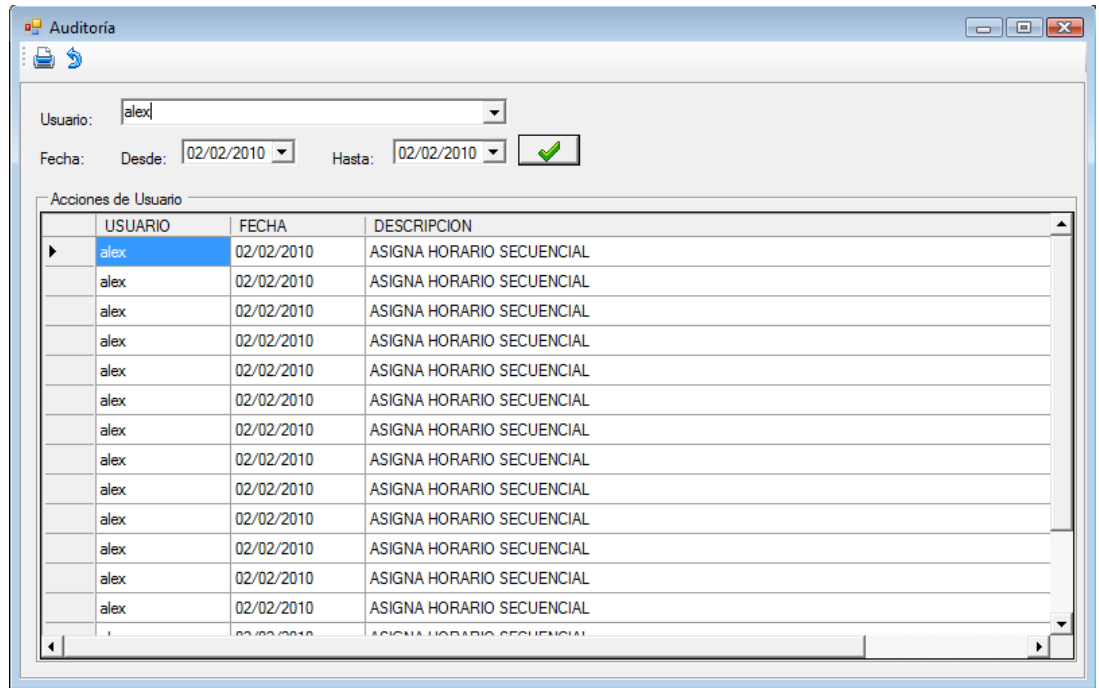 Auditoría
Usuario: alex
Fecha: Desde: 02/02/2010 Hasta: 02/02/2010
Acciones de Usuario
USUARIO FECHA DESCRIPCION
alex 02/02/2010 ASIGNA HORARIO SECUENCIAL
alex 02/02/2010 ASIGNA HORARIO SECUENCIAL
alex 02/02/2010 ASIGNA HORARIO SECUENCIAL
alex 02/02/2010 ASIGNA HORARIO SECUENCIAL
alex 02/02/2010 ASIGNA HORARIO SECUENCIAL
alex 02/02/2010 ASIGNA HORARIO SECUENCIAL
alex 02/02/2010 ASIGNA HORARIO SECUENCIAL
alex 02/02/2010 ASIGNA HORARIO SECUENCIAL
alex 02/02/2010 ASIGNA HORARIO SECUENCIAL
alex 02/02/2010 ASIGNA HORARIO SECUENCIAL
alex 02/02/2010 ASIGNA HORARIO SECUENCIAL
alex 02/02/2010 ASIGNA HORARIO SECUENCIAL
alex 02/02/2010 ASIGNA HORARIO SECUENCIAL